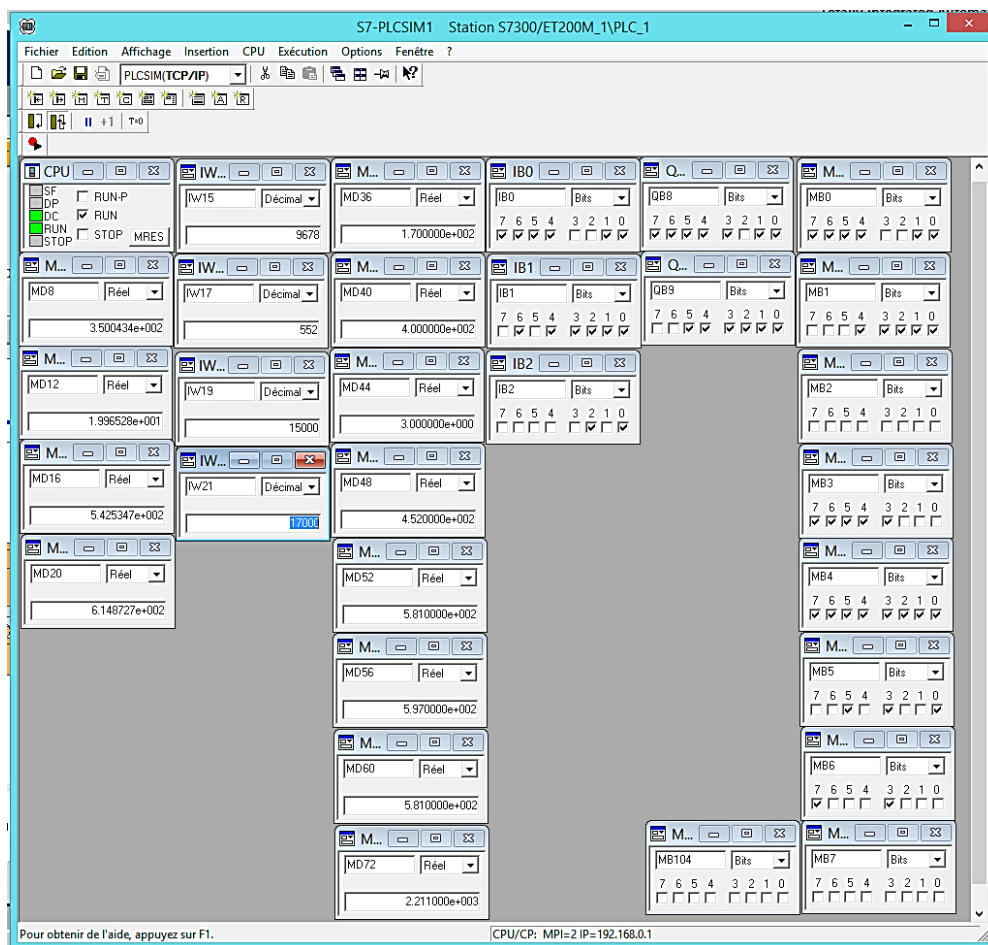 S7-PLCSIM1 Station S7300/ET200M_1\PLC_1
Fichier Edition Affichage Insertion CPU Exécution Options Fenêtre ?
PLCSIM(TCP/IP)
+1 T=0
CPU
SF
DP
DC
RUN
STOP
RUN-P
RUN
STOP MRES
IW...
IW15 Décimal
9678
M...
MD36 Réel
1.700000e+002
IB0
IB0 Bits
7 6 5 4 3 2 1 0
Q...
QB8 Bits
7 6 5 4 3 2 1 0
M...
MB0 Bits
7 6 5 4 3 2 1 0
M...
MD8 Réel
3.500434e+002
IW...
IW17 Décimal
552
M...
MD40 Réel
4.000000e+002
IB1
IB1 Bits
7 6 5 4 3 2 1 0
Q...
QB9 Bits
7 6 5 4 3 2 1 0
M...
MB1 Bits
7 6 5 4 3 2 1 0
M...
MD12 Réel
1.996528e+001
IW...
IW19 Décimal
15000
M...
MD44 Réel
3.000000e+000
IB2
IB2 Bits
7 6 5 4 3 2 1 0
M...
MB2 Bits
7 6 5 4 3 2 1 0
M...
MD16 Réel
5.425347e+002
IW...
IW21 Décimal
17000
M...
MD48 Réel
4.520000e+002
M...
MB3 Bits
7 6 5 4 3 2 1 0
M...
MD20 Réel
6.148727e+002
M...
MD52 Réel
5.810000e+002
M...
MB4 Bits
7 6 5 4 3 2 1 0
M...
MD56 Réel
5.970000e+002
M...
MB5 Bits
7 6 5 4 3 2 1 0
M...
MD60 Réel
5.810000e+002
M...
MB6 Bits
7 6 5 4 3 2 1 0
M...
MD72 Réel
2.211000e+003
M...
MB104 Bits
7 6 5 4 3 2 1 0
M...
MB7 Bits
7 6 5 4 3 2 1 0
Pour obtenir de l'aide, appuyez sur F1.
CPU/CP: MPI=2 IP=192.168.0.1